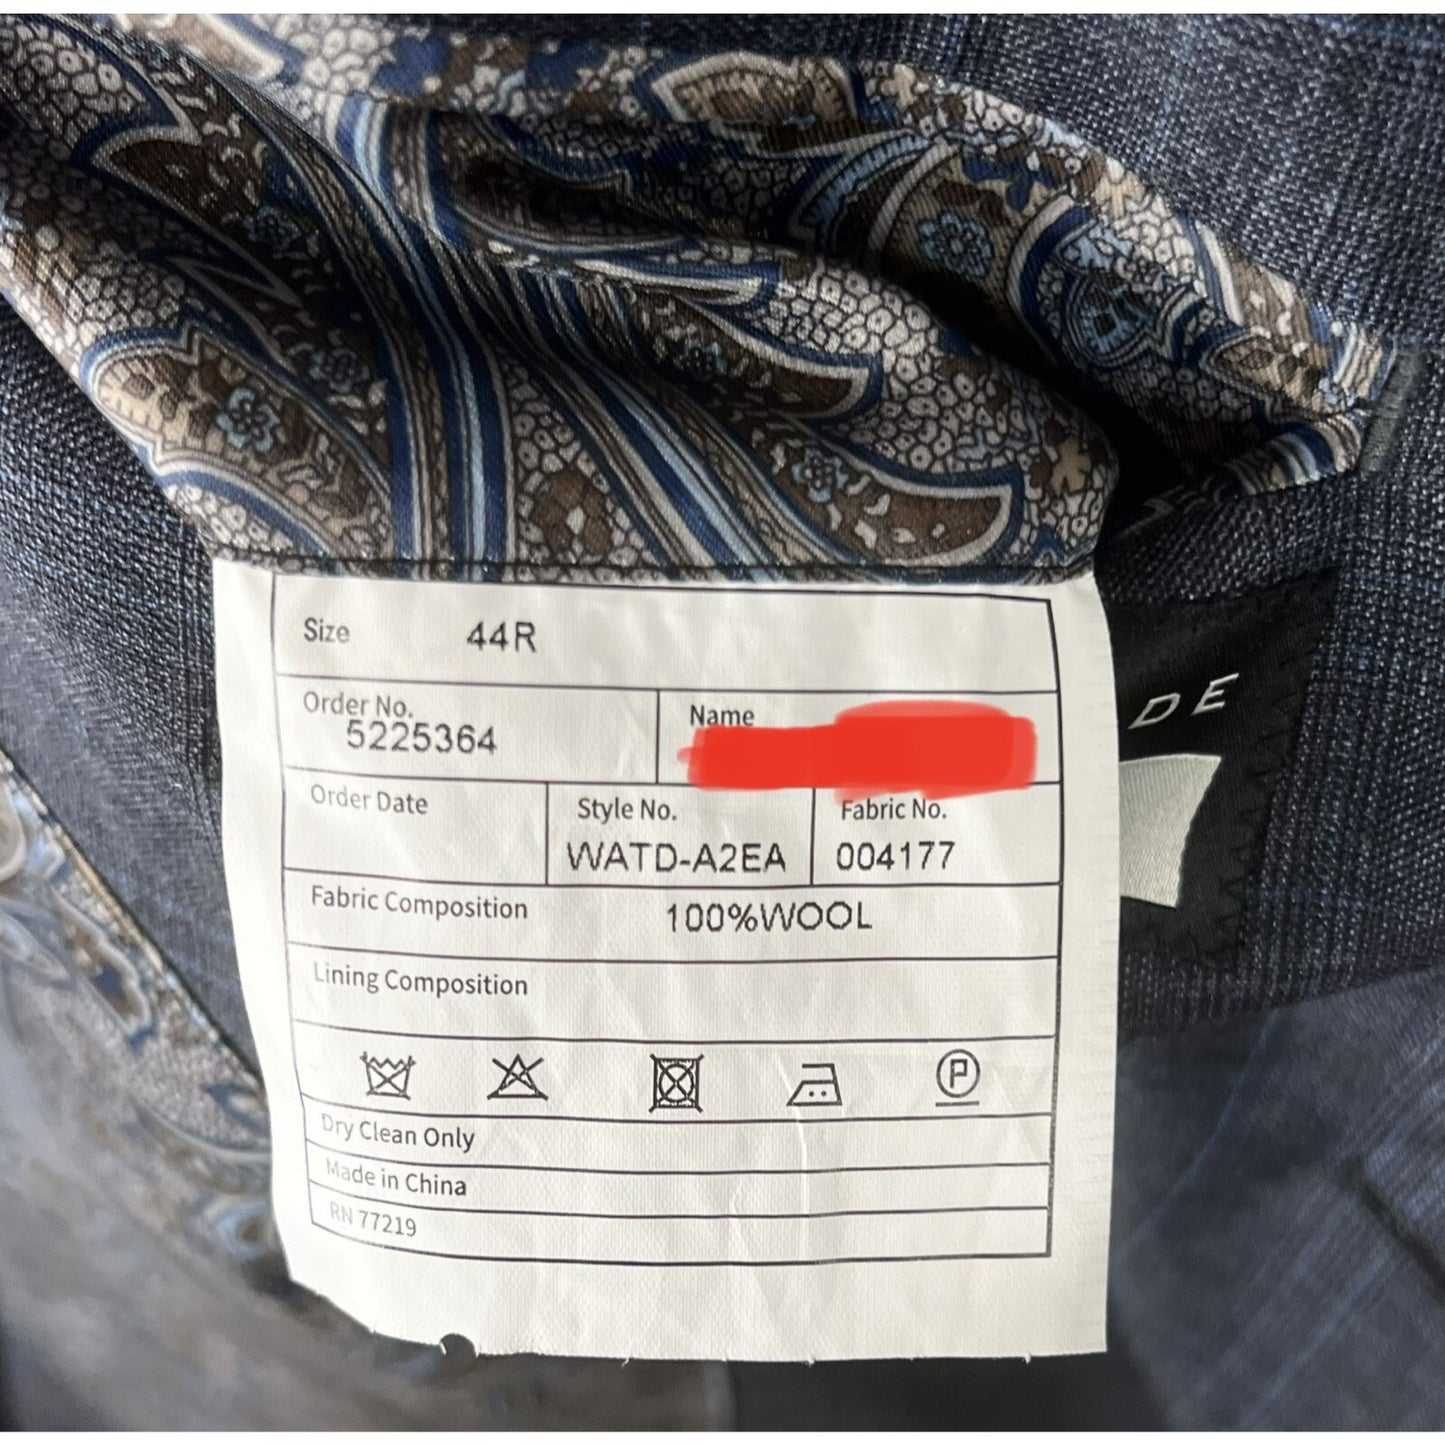 Size 44R
Order No. Name
5225364
Order Date Style No. Fabric No.
WATD-A2EA 004177
Fabric Composition 100%WOOL
Lining Composition
P
Dry Clean Only
Made in China
RN 77219
DE